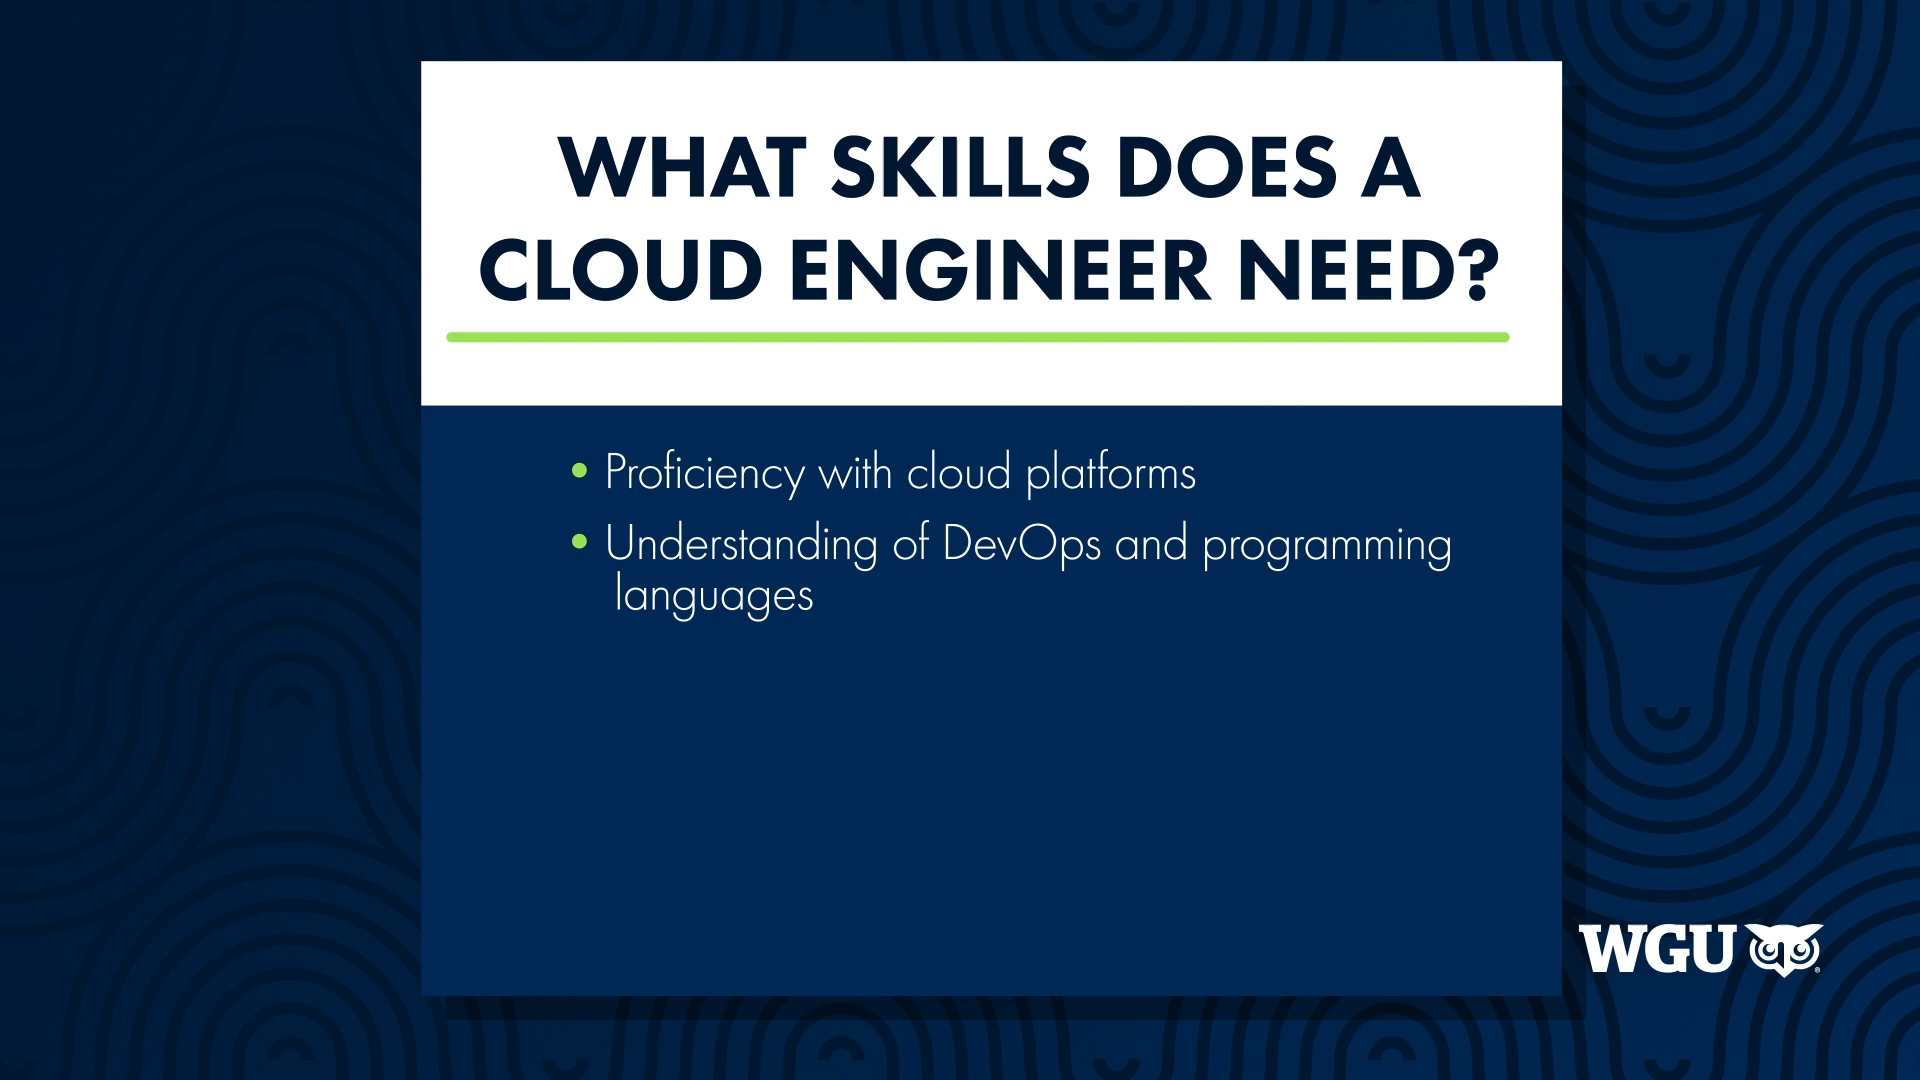 WHAT SKILLS DOES A
CLOUD ENGINEER NEED?
• Proficiency with cloud platforms
• Understanding of DevOps and programming
languages
WGU